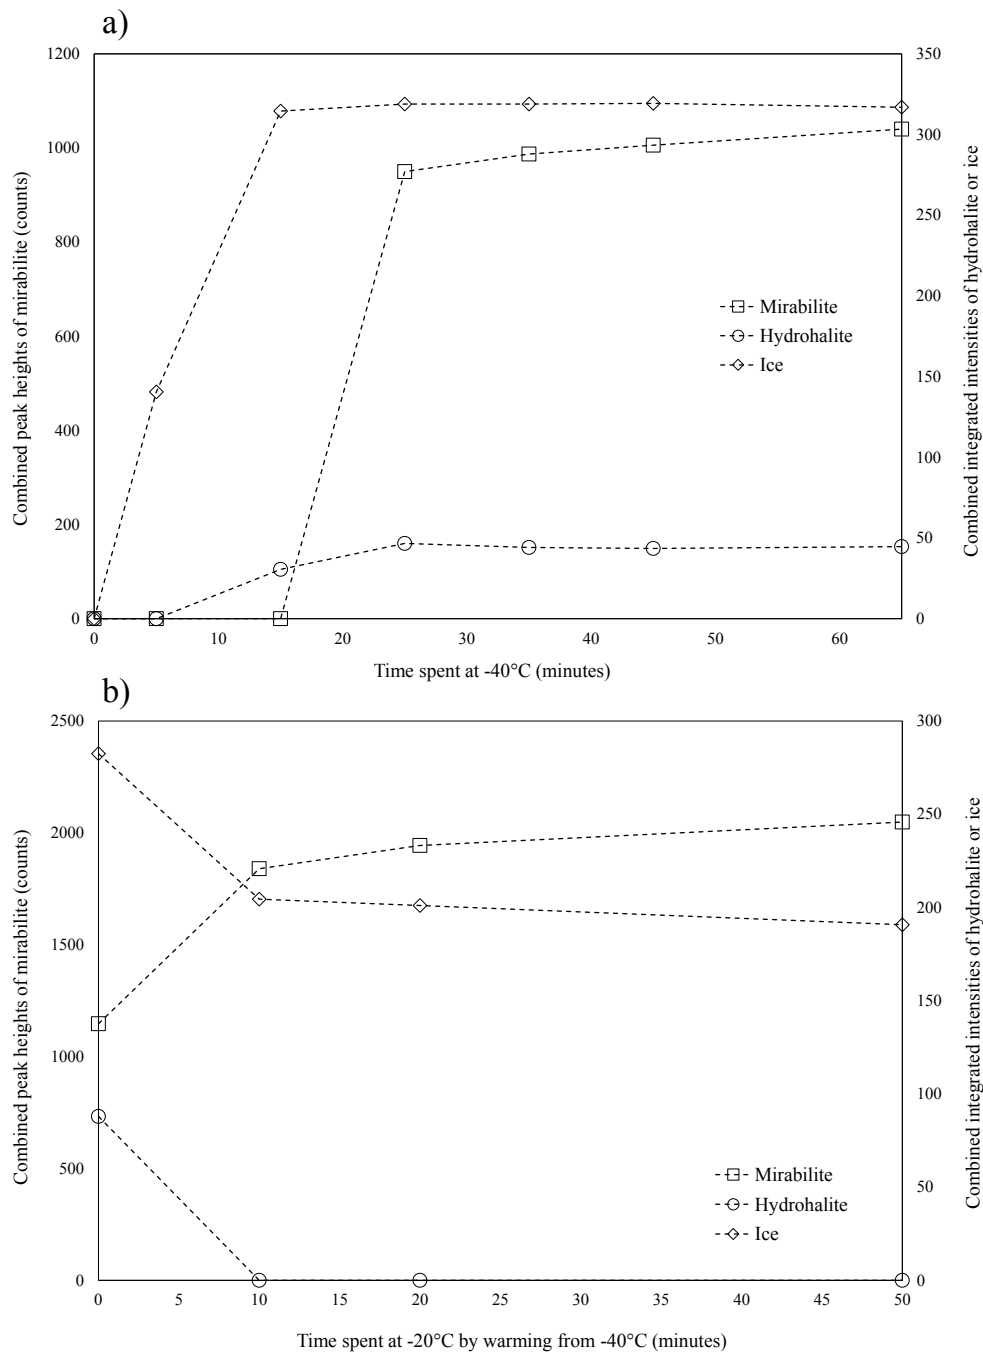 a)
1200
1000
800
600
400
200
0
Combined peak heights of mirabilite (counts)
350
300
250
200
150
100
50
0
Combined integrated intensities of hydrohalite or ice
Mirabilite
Hydrohalite
Ice
0 10 20 30 40 50 60
Time spent at -40°C (minutes)
b)
2500
2000
1500
1000
500
0
Combined peak heights of mirabilite (counts)
300
250
200
150
100
50
0
Combined integrated intensities of hydrohalite or ice
Mirabilite
Hydrohalite
Ice
0 5 10 15 20 25 30 35 40 45 50
Time spent at -20°C by warming from -40°C (minutes)